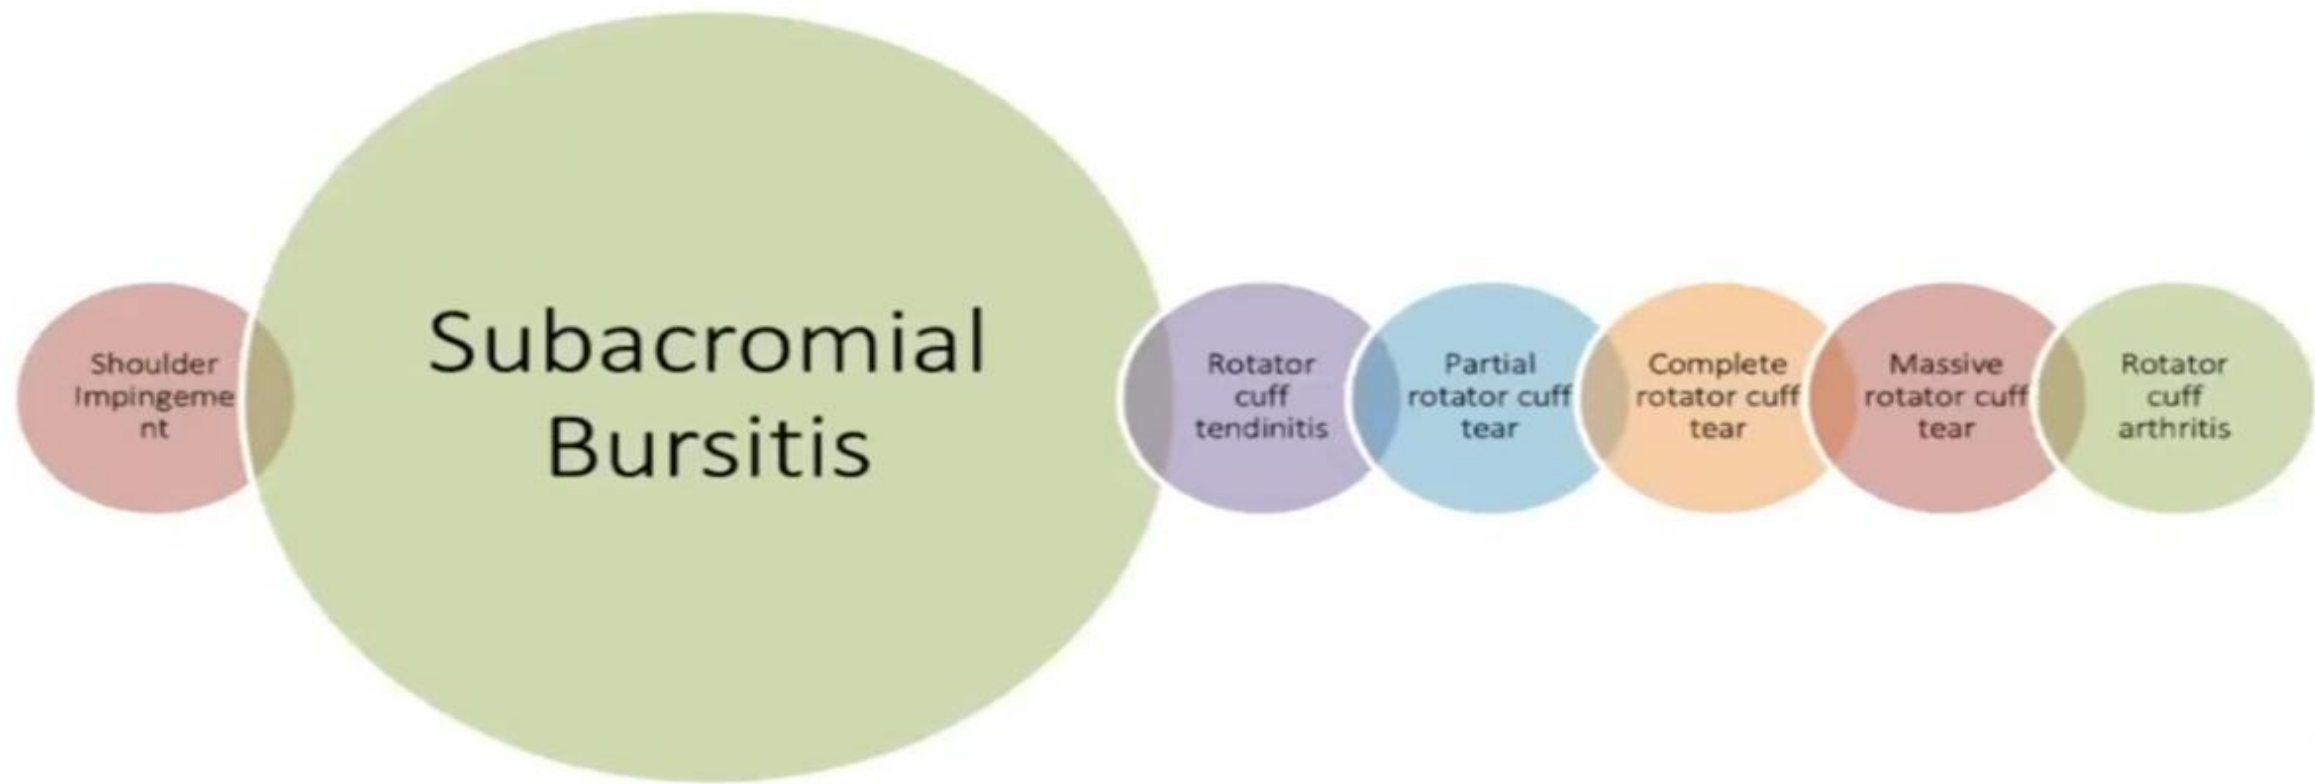 Shoulder
Impingeme
nt
Subacromial
Bursitis
Rotator
cuff
tendinitis
Partial
rotator cuff
tear
Complete
rotator cuff
tear
Massive
rotator cuff
tear
Rotator
cuff
arthritis